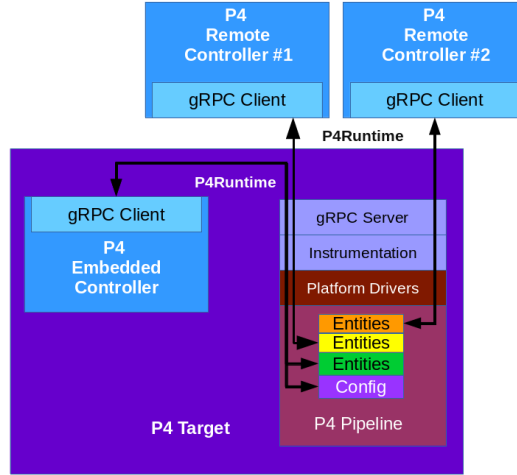 P4
Remote
Controller #1
gRPC Client
P4
Remote
Controller #2
gRPC Client
P4Runtime
P4Runtime
gRPC Client
P4
Embedded
Controller
gRPC Server
Instrumentation
Platform Drivers
Entities
Entities
Entities
Config
P4 Pipeline
P4 Target